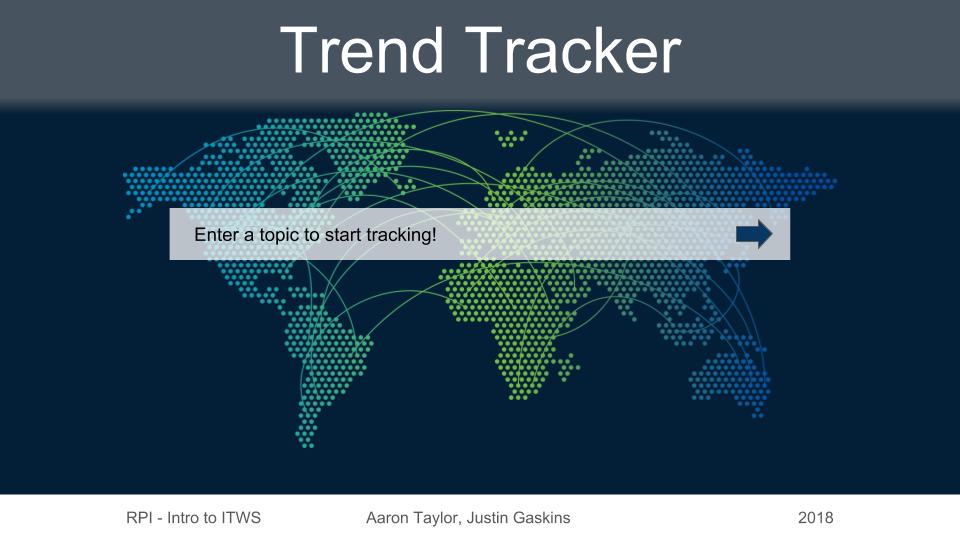 Trend Tracker
Enter a topic to start tracking!
RPI - Intro to ITWS Aaron Taylor, Justin Gaskins 2018